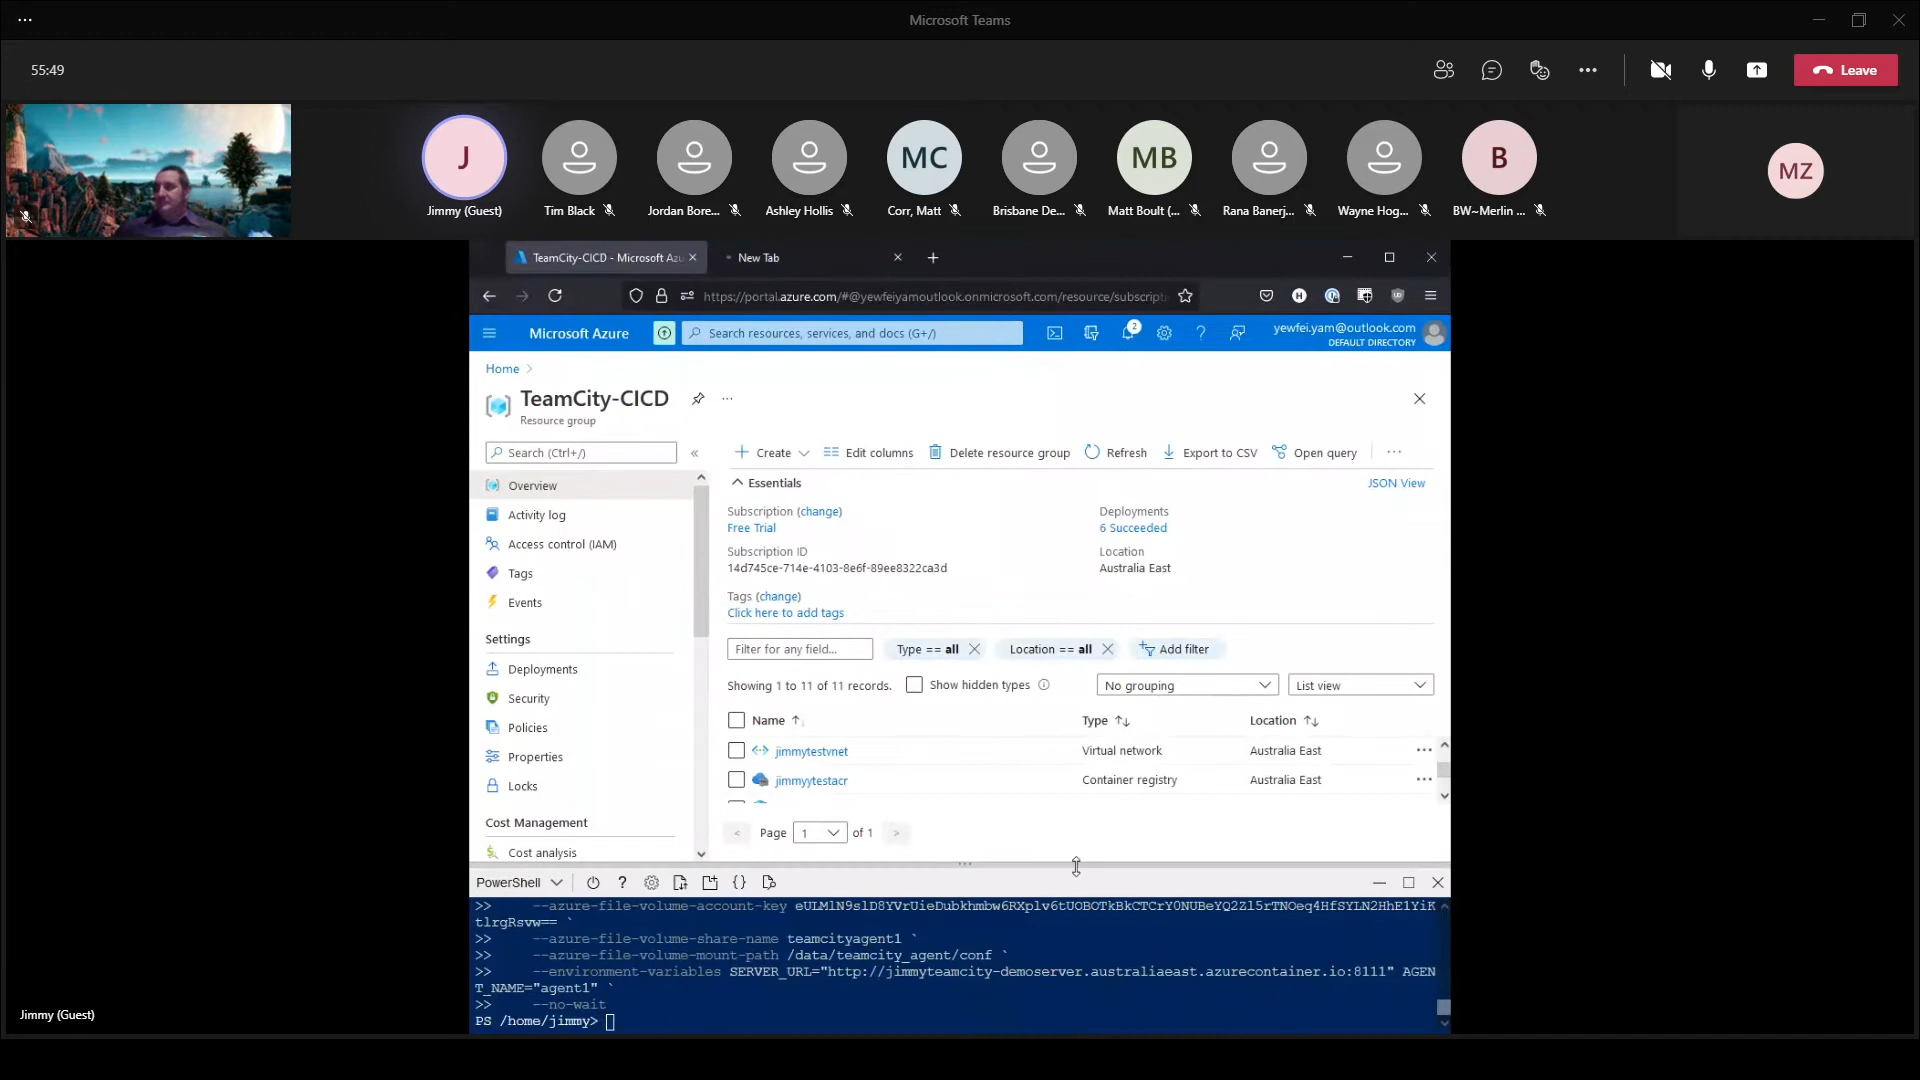 Microsoft Teams
55:49
Leave
J
MC
MB
B
MZ
Jimmy (Guest)
Tim Black
Jordan Bore...
Ashley Hollis
Corr, Matt
Brisbane De...
Matt Boult (...
Rana Banerj...
Wayne Hog...
BW~Merlin ...
TeamCity-CICD - Microsoft Azu
New Tab
https://portal.azure.com/#@yewfeiyamoutlook.onmicrosoft.com/resource/subscript
Microsoft Azure
Search resources, services, and docs (G+/)
2
yewfei.yam@outlook.com
DEFAULT DIRECTORY
Home
TeamCity-CICD
Resource group
Search (Ctrl+/)
Create
Edit columns
Delete resource group
Refresh
Export to CSV
Open query
Overview
Activity log
Access control (IAM)
Tags
Events
Settings
Deployments
Security
Policies
Properties
Locks
Cost Management
Cost analysis
Essentials
JSON View
Subscription (change)
Free Trial
Deployments
6 Succeeded
Subscription ID
14d745ce-714e-4103-8e6f-89ee8322ca3d
Location
Australia East
Tags (change)
Click here to add tags
Filter for any field...
Type == all
Location == all
Add filter
Showing 1 to 11 of 11 records.
Show hidden types
No grouping
List view
Name
Type
Location
jimmytestvnet
Virtual network
Australia East
jimmyytestacr
Container registry
Australia East
< Page 1 of 1 >
PowerShell
>> --azure-file-volume-account-key
tlrgRsvw== `
>> --azure-file-volume-share-name teamcityagent1 `
>> --azure-file-volume-mount-path /data/teamcity_agent/conf `
>> --environment-variables SERVER_URL="http://jimmyteamcity-demoserver.australiaeast.azurecontainer.io:8111" AGEN
T_NAME="agent1" `
>> --no-wait
PS /home/jimmy>
Jimmy (Guest)